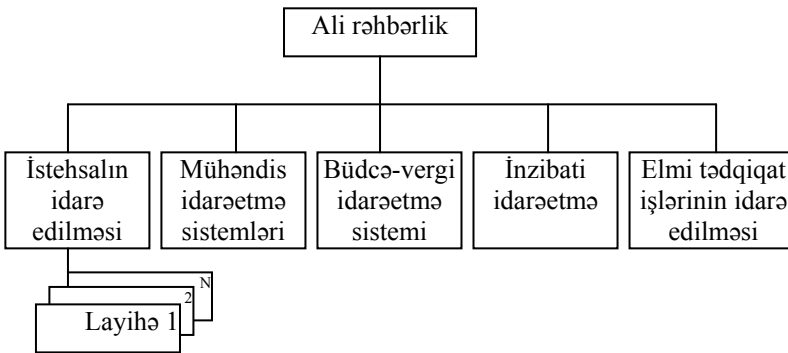 Ali rəhbərlik
İstehsalın
idarə
edilməsi
Mühəndis
idarəetmə
sistemləri
Büdcə-vergi
idarəetmə
sistemi
İnzibati
idarəetmə
Elmi tədqiqat
işlərinin idarə
edilməsi
N
2
Layihə 1